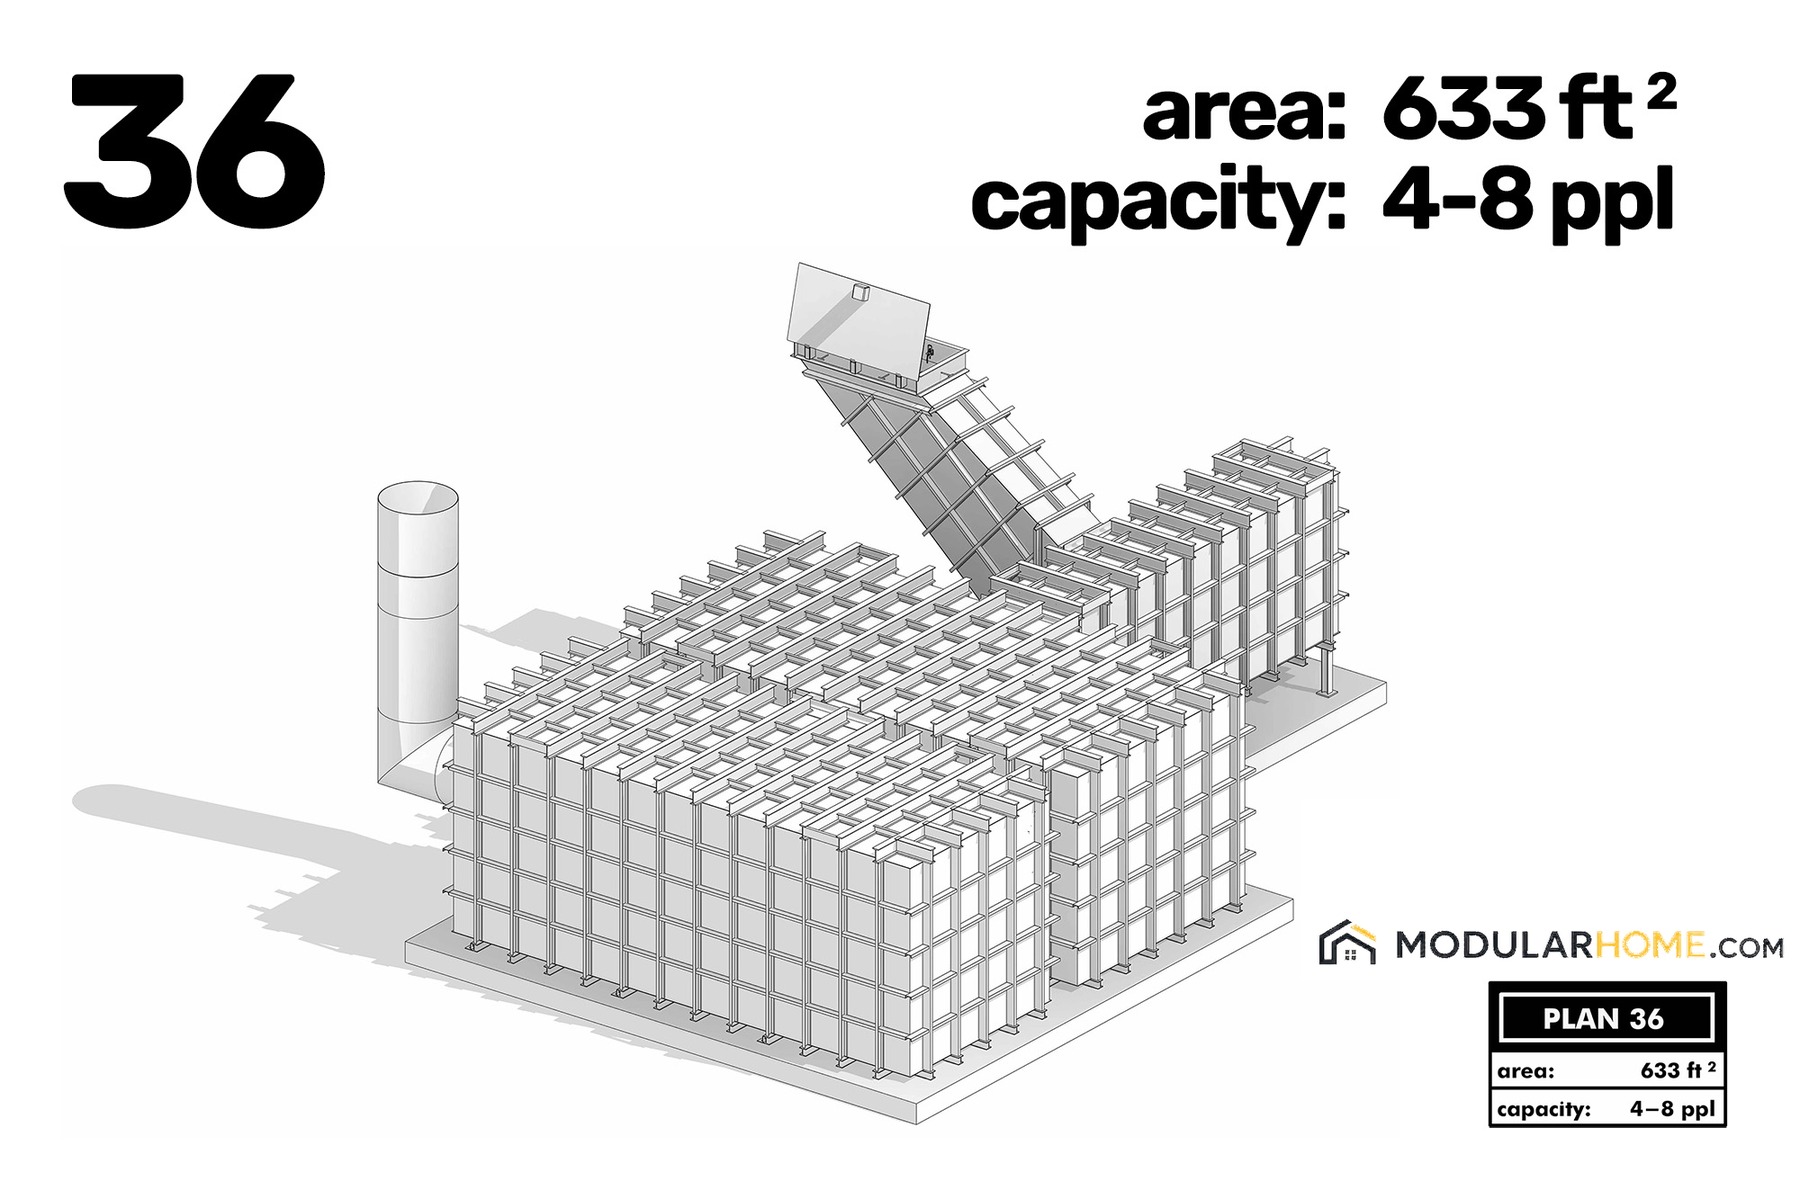 36
area: 633 ft²
capacity: 4-8 ppl
MODULARHOME.COM
PLAN 36
area: 633 ft²
capacity: 4–8 ppl